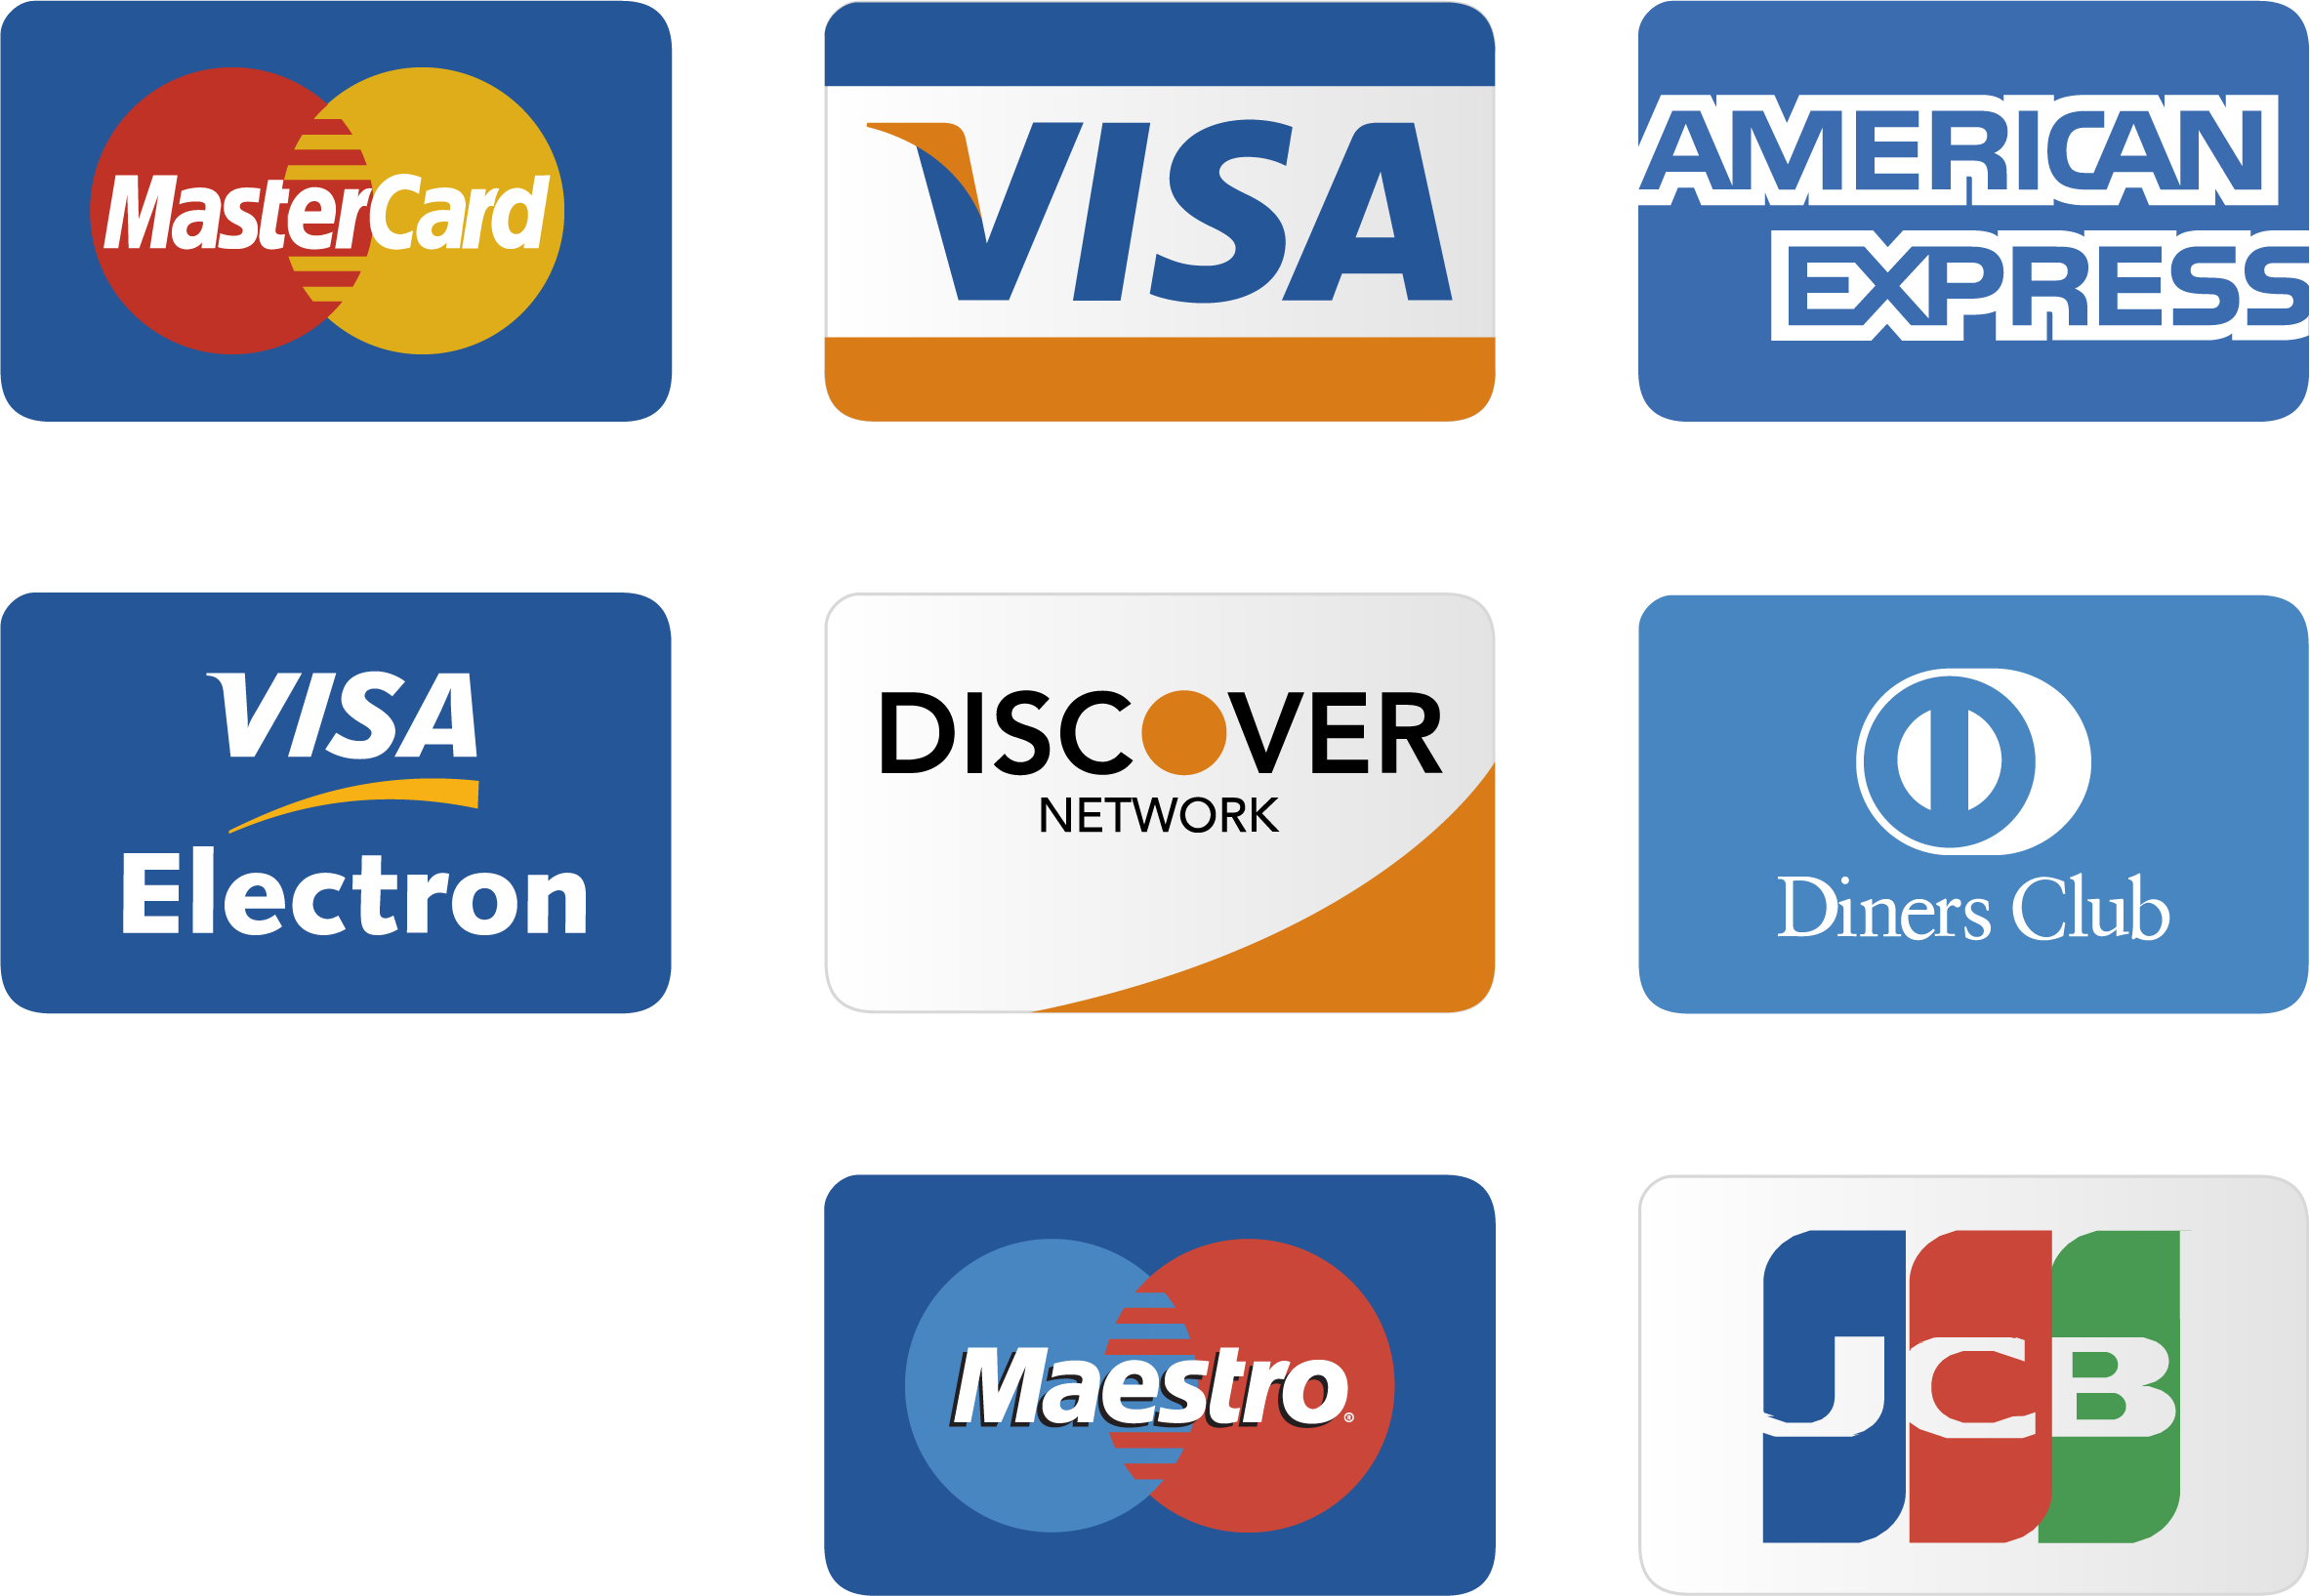 MasterCard
VISA
AMERICAN
EXPRESS
VISA
Electron
DISCOVER
NETWORK
Diners Club
Maestro®
JCB